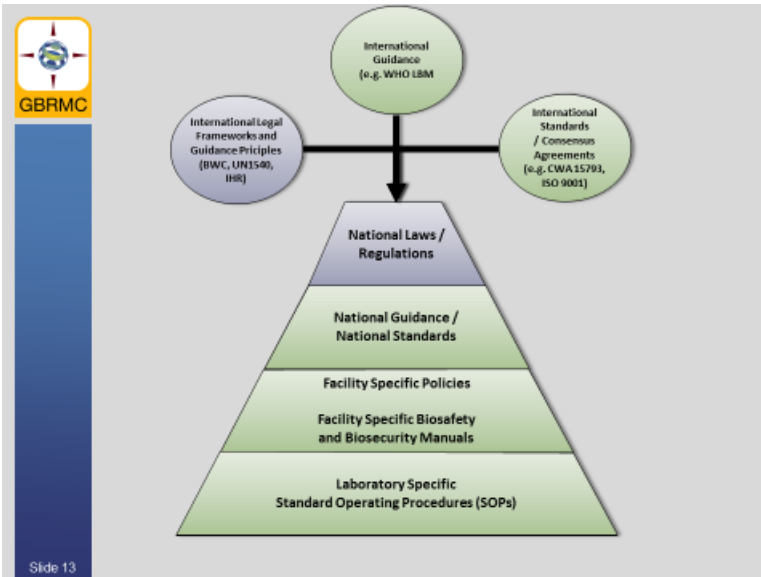 GBRMC
International
Guidance
(e.g. WHO LBM
International Legal
Frameworks and
Guidance Priciples
(BWC, UN1540,
IHR)
International
Standards
/ Consensus
Agreements
(e.g. CWA 15793,
ISO 9001)
National Laws /
Regulations
National Guidance /
National Standards
Facility Specific Policies
Facility Specific Biosafety
and Biosecurity Manuals
Laboratory Specific
Standard Operating Procedures (SOPs)
Slide 13